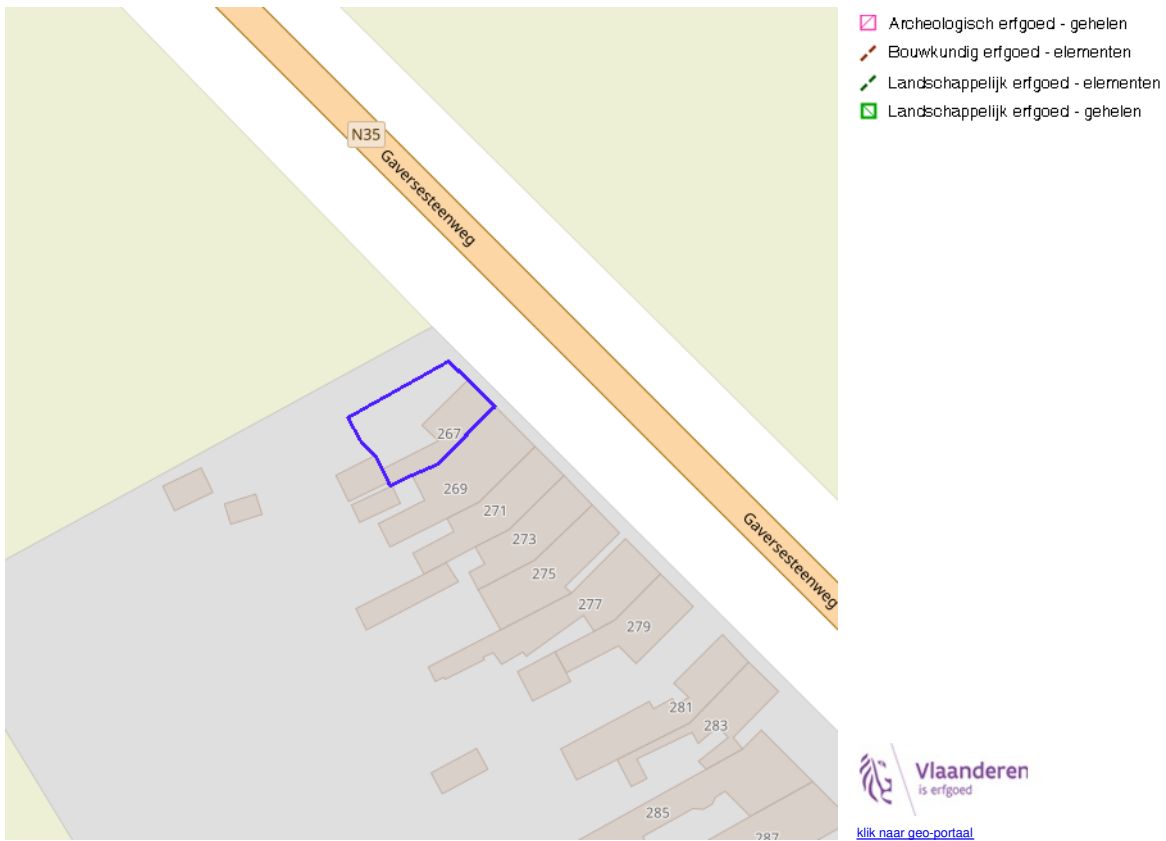 Archeologisch erfgoed - gehelen
Bouwkundig erfgoed - elementen
Landschappelijk erfgoed - elementen
Landschappelijk erfgoed - gehelen
N35
Gaversesteenweg
267
269
271
273
275
Gaversesteenweg
277
279
281
283
285
287
Vlaanderen
is erfgoed
klik naar geo-portaal